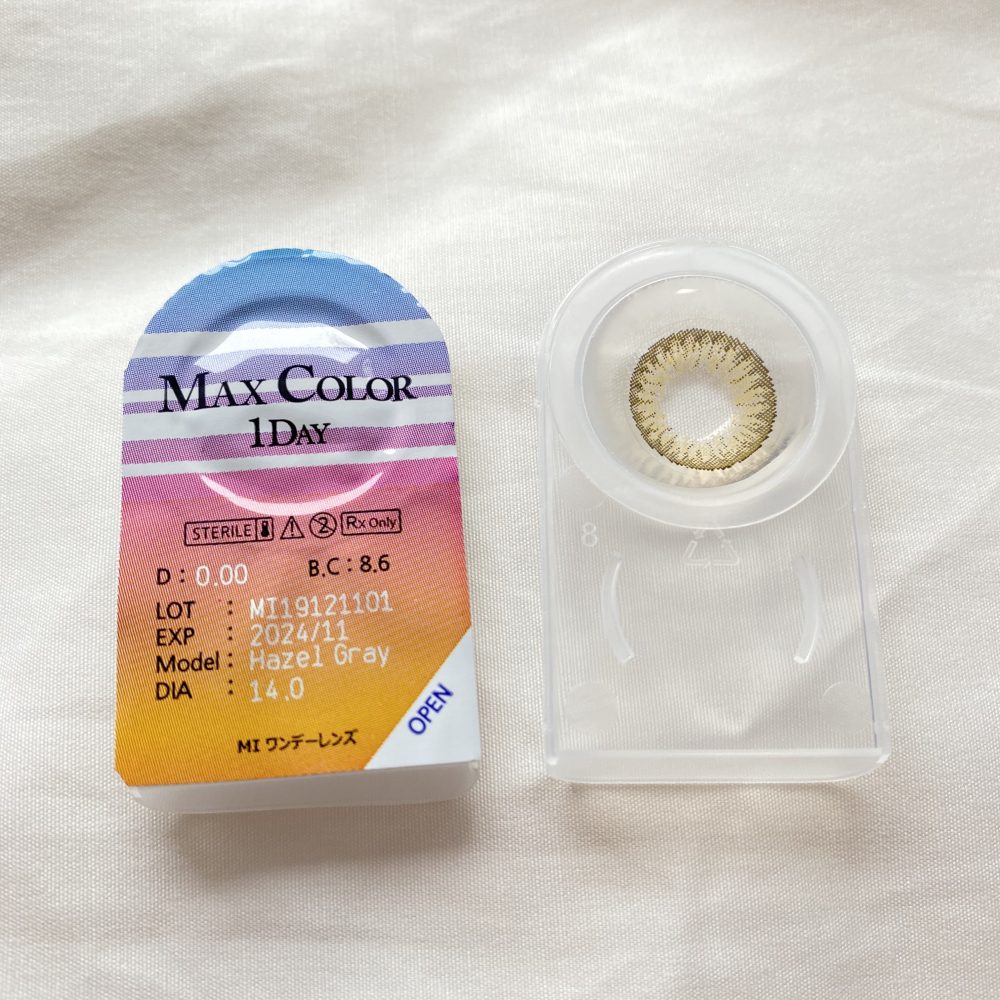 MAX COLOR
1DAY
STERILE Rx Only
D : 0.00 B.C : 8.6
LOT : MI19121101
EXP : 2024/11
Model : Hazel Gray
DIA : 14.0
MI ワンデーレンズ
OPEN
8